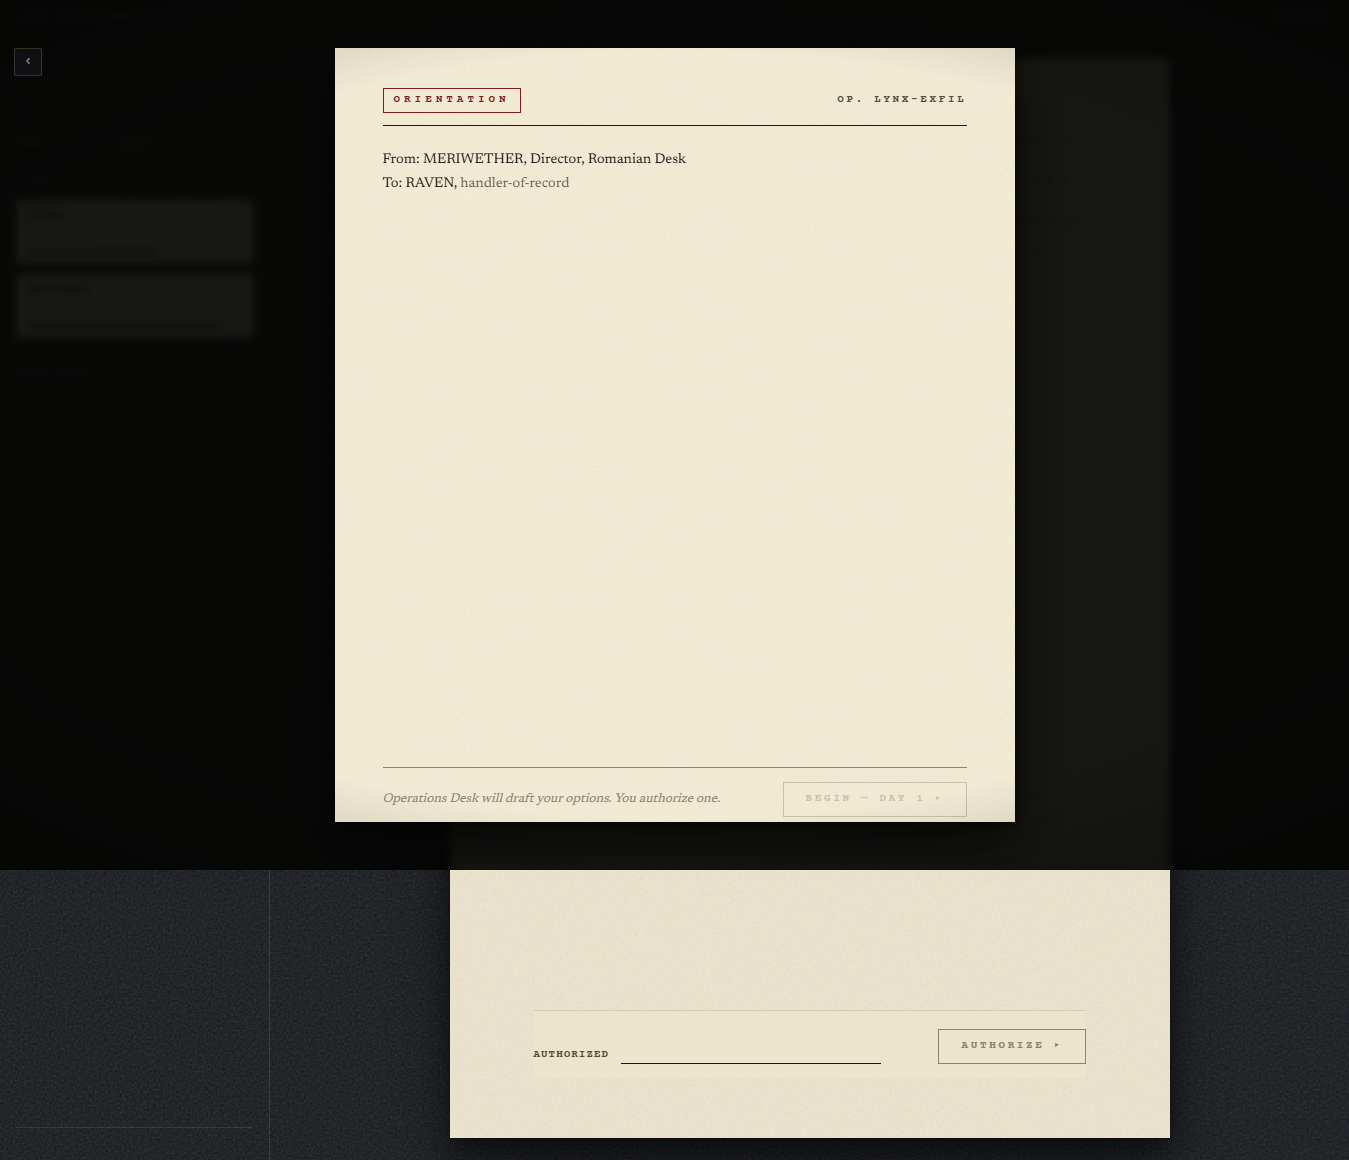 ‹
ORIENTATION
OP. LYNX-EXFIL
From: MERIWETHER, Director, Romanian Desk
To: RAVEN, handler-of-record
Operations Desk will draft your options. You authorize one.
BEGIN — DAY 1 ▸
AUTHORIZED
AUTHORIZE ▸